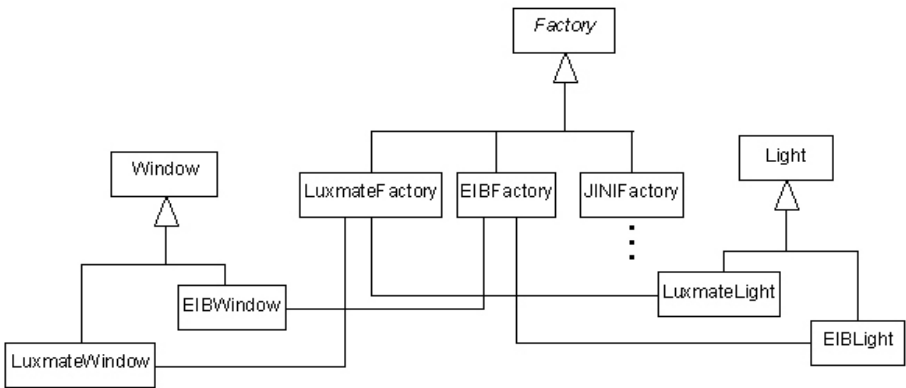 Factory
Window
Light
LuxmateFactory
EIBFactory
JINIFactory
EIBWindow
LuxmateLight
EIBLight
LuxmateWindow